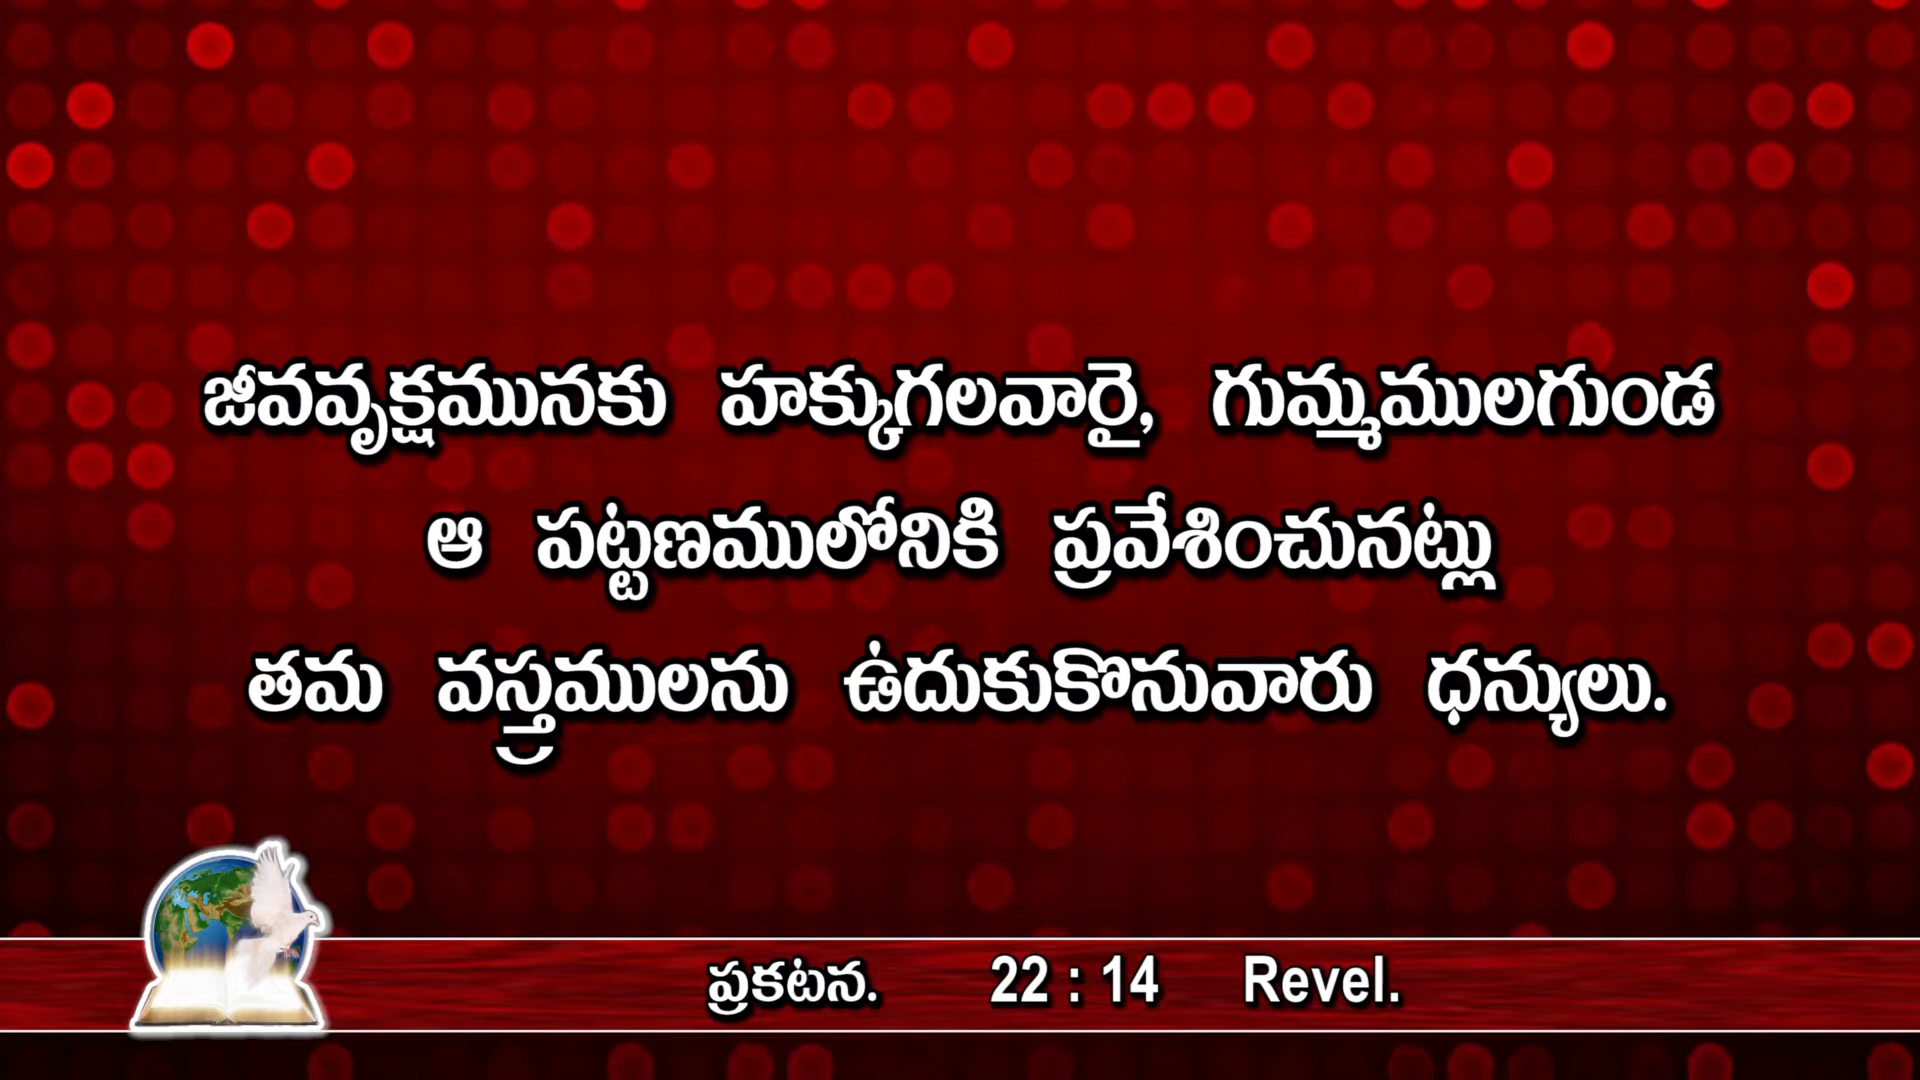 జీవవృక్షమునకు హక్కుగలవారై, గుమ్మములగుండ
ఆ పట్టణములోనికి ప్రవేశించునట్లు
తమ వస్త్రములను ఉదుకుకొనువారు ధన్యులు.
ప్రకటన. 22 : 14 Revel.